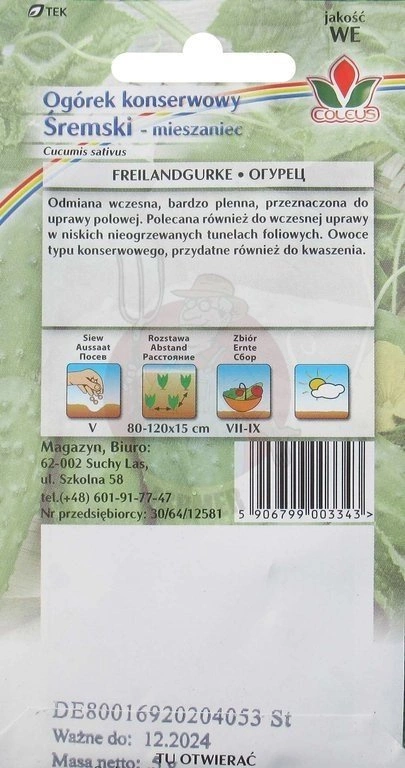 TEK
jakość
WE
COLEUS
Ogórek konserwowy
Śremski - mieszaniec
Cucumis sativus
FREILANDGURKE • ОГУРЕЦ
Odmiana wczesna, bardzo plenna, przeznaczona do
uprawy polowej. Polecana również do wczesnej uprawy
w niskich nieogrzewanych tunelach foliowych. Owoce
typu konserwowego, przydatne również do kwaszenia.
Siew
Aussaat
Посев
Rozstawa
Abstand
Расстояние
Zbiór
Ernte
Сбор
V
80-120x15 cm
VII-IX
Magazyn, Biuro:
62-002 Suchy Las,
ul. Szkolna 58
tel.(+48) 601-91-77-47
Nr przedsiębiorcy: 30/64/12581
5 906799 003343 >
DE80016920204053 St
Ważne do: 12.2024
Masa netto:
TU OTWIERAĆ